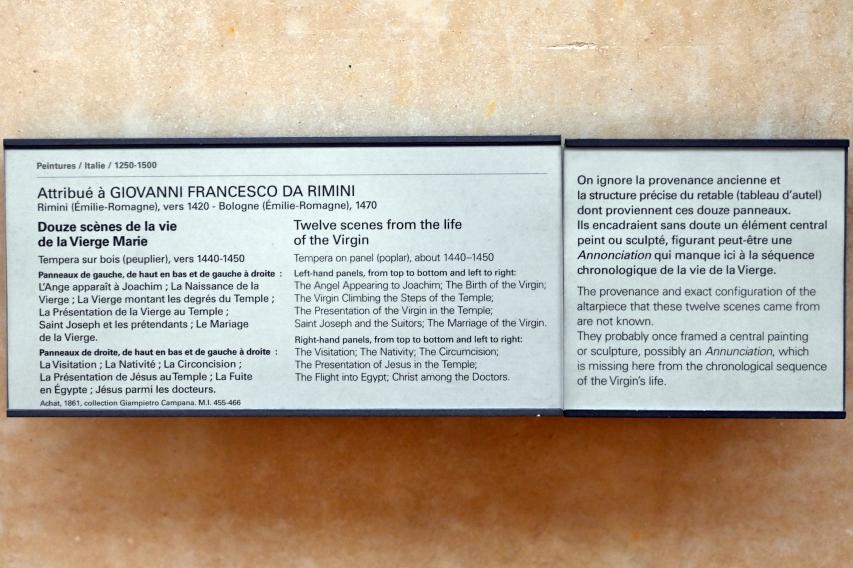 Peintures / Italie / 1250-1500
Attribué à GIOVANNI FRANCESCO DA RIMINI
Rimini (Émilie-Romagne), vers 1420 - Bologne (Émilie-Romagne), 1470
Douze scènes de la vie
de la Vierge Marie
Tempera sur bois (peuplier), vers 1440-1450
Panneaux de gauche, de haut en bas et de gauche à droite :
L'Ange apparaît à Joachim ; La Naissance de la
Vierge ; La Vierge montant les degrés du Temple ;
La Présentation de la Vierge au Temple ;
Saint Joseph et les prétendants ; Le Mariage
de la Vierge.
Panneaux de droite, de haut en bas et de gauche à droite :
La Visitation ; La Nativité ; La Circoncision ;
La Présentation de Jésus au Temple ; La Fuite
en Égypte ; Jésus parmi les docteurs.
Achat, 1861, collection Giampietro Campana. M.I. 455-466
Twelve scenes from the life
of the Virgin
Tempera on panel (poplar), about 1440–1450
Left-hand panels, from top to bottom and left to right:
The Angel Appearing to Joachim; The Birth of the Virgin;
The Virgin Climbing the Steps of the Temple;
The Presentation of the Virgin in the Temple;
Saint Joseph and the Suitors; The Marriage of the Virgin.
Right-hand panels, from top to bottom and left to right:
The Visitation; The Nativity; The Circumcision;
The Presentation of Jesus in the Temple;
The Flight into Egypt; Christ among the Doctors.
On ignore la provenance ancienne et
la structure précise du retable (tableau d'autel)
dont proviennent ces douze panneaux.
Ils encadraient sans doute un élément central
peint ou sculpté, figurant peut-être une
Annonciation qui manque ici à la séquence
chronologique de la vie de la Vierge.
The provenance and exact configuration of the
altarpiece that these twelve scenes came from
are not known.
They probably once framed a central painting
or sculpture, possibly an Annunciation, which
is missing here from the chronological sequence
of the Virgin's life.